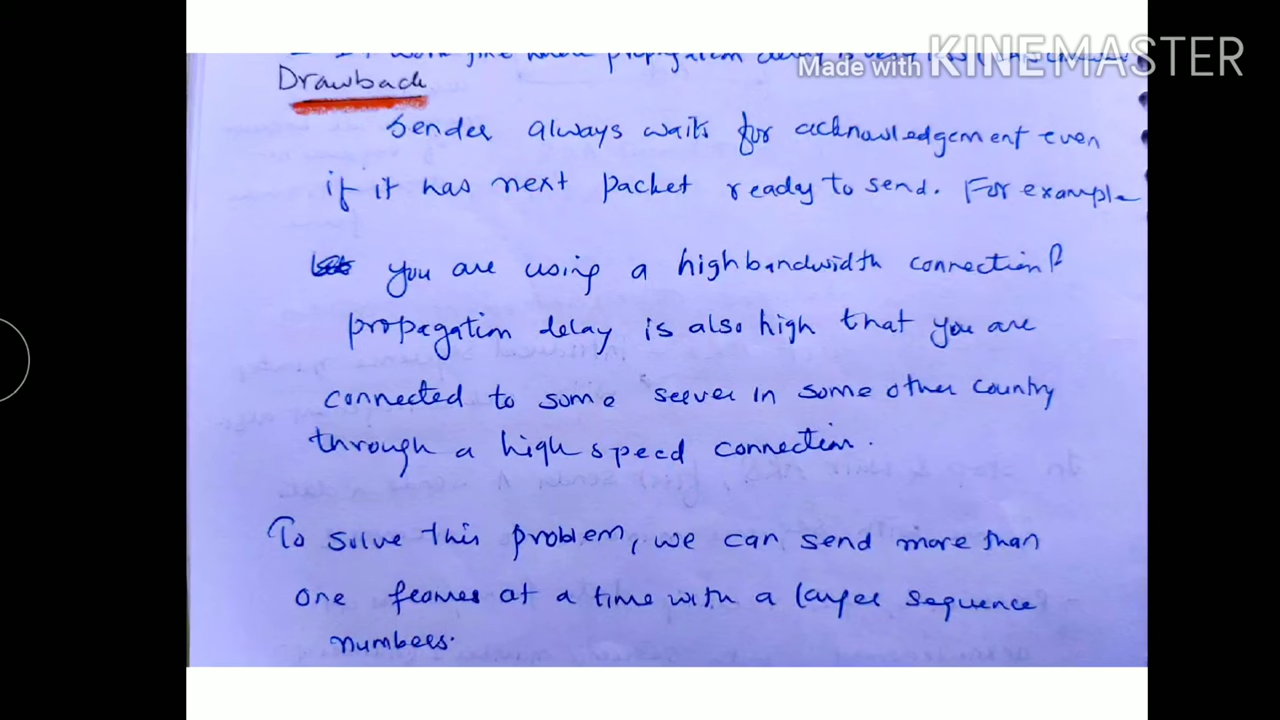 Made with KINEMASTER
propagation delay is
Drawback
Sender always waits for acknowledgement even
if it has next packet ready to send. For example
you are using a high bandwidth connection &
propagation delay is also high that you are
connected to some server in some other country
through a high speed connection.
To solve this problem, we can send more than
one frames at a time with a larger sequence
numbers.